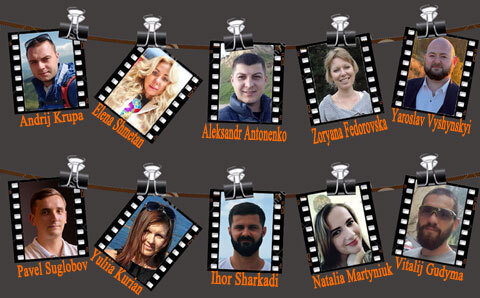 Andrij Krupa
Elena Shmetan
Aleksandr Antonenko
Zoryana Fedorovska
Yaroslav Vyshynskyi
Pavel Suglobov
Yuliia Kurian
Ihor Sharkadi
Natalia Martyniuk
Vitalij Gudyma